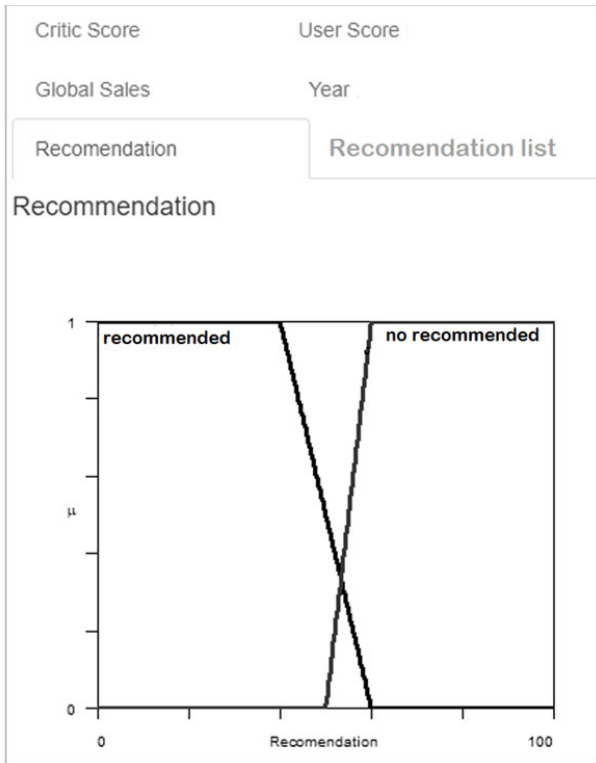 Critic Score User Score
Global Sales Year
Recomendation Recomendation list
Recommendation
1
recommended no recommended
μ
0
0 Recomendation 100